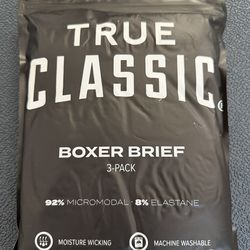 TRUE
CLASSIC®
BOXER BRIEF
3-PACK
92% MICROMODAL · 8% ELASTANE
MOISTURE WICKING
MACHINE WASHABLE